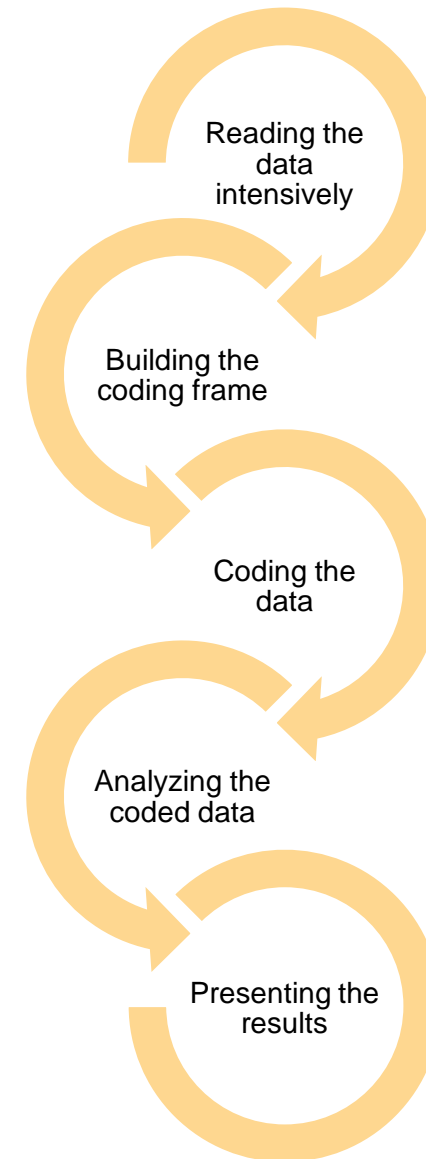 Reading the
data
intensively
Building the
coding frame
Coding the
data
Analyzing the
coded data
Presenting the
results